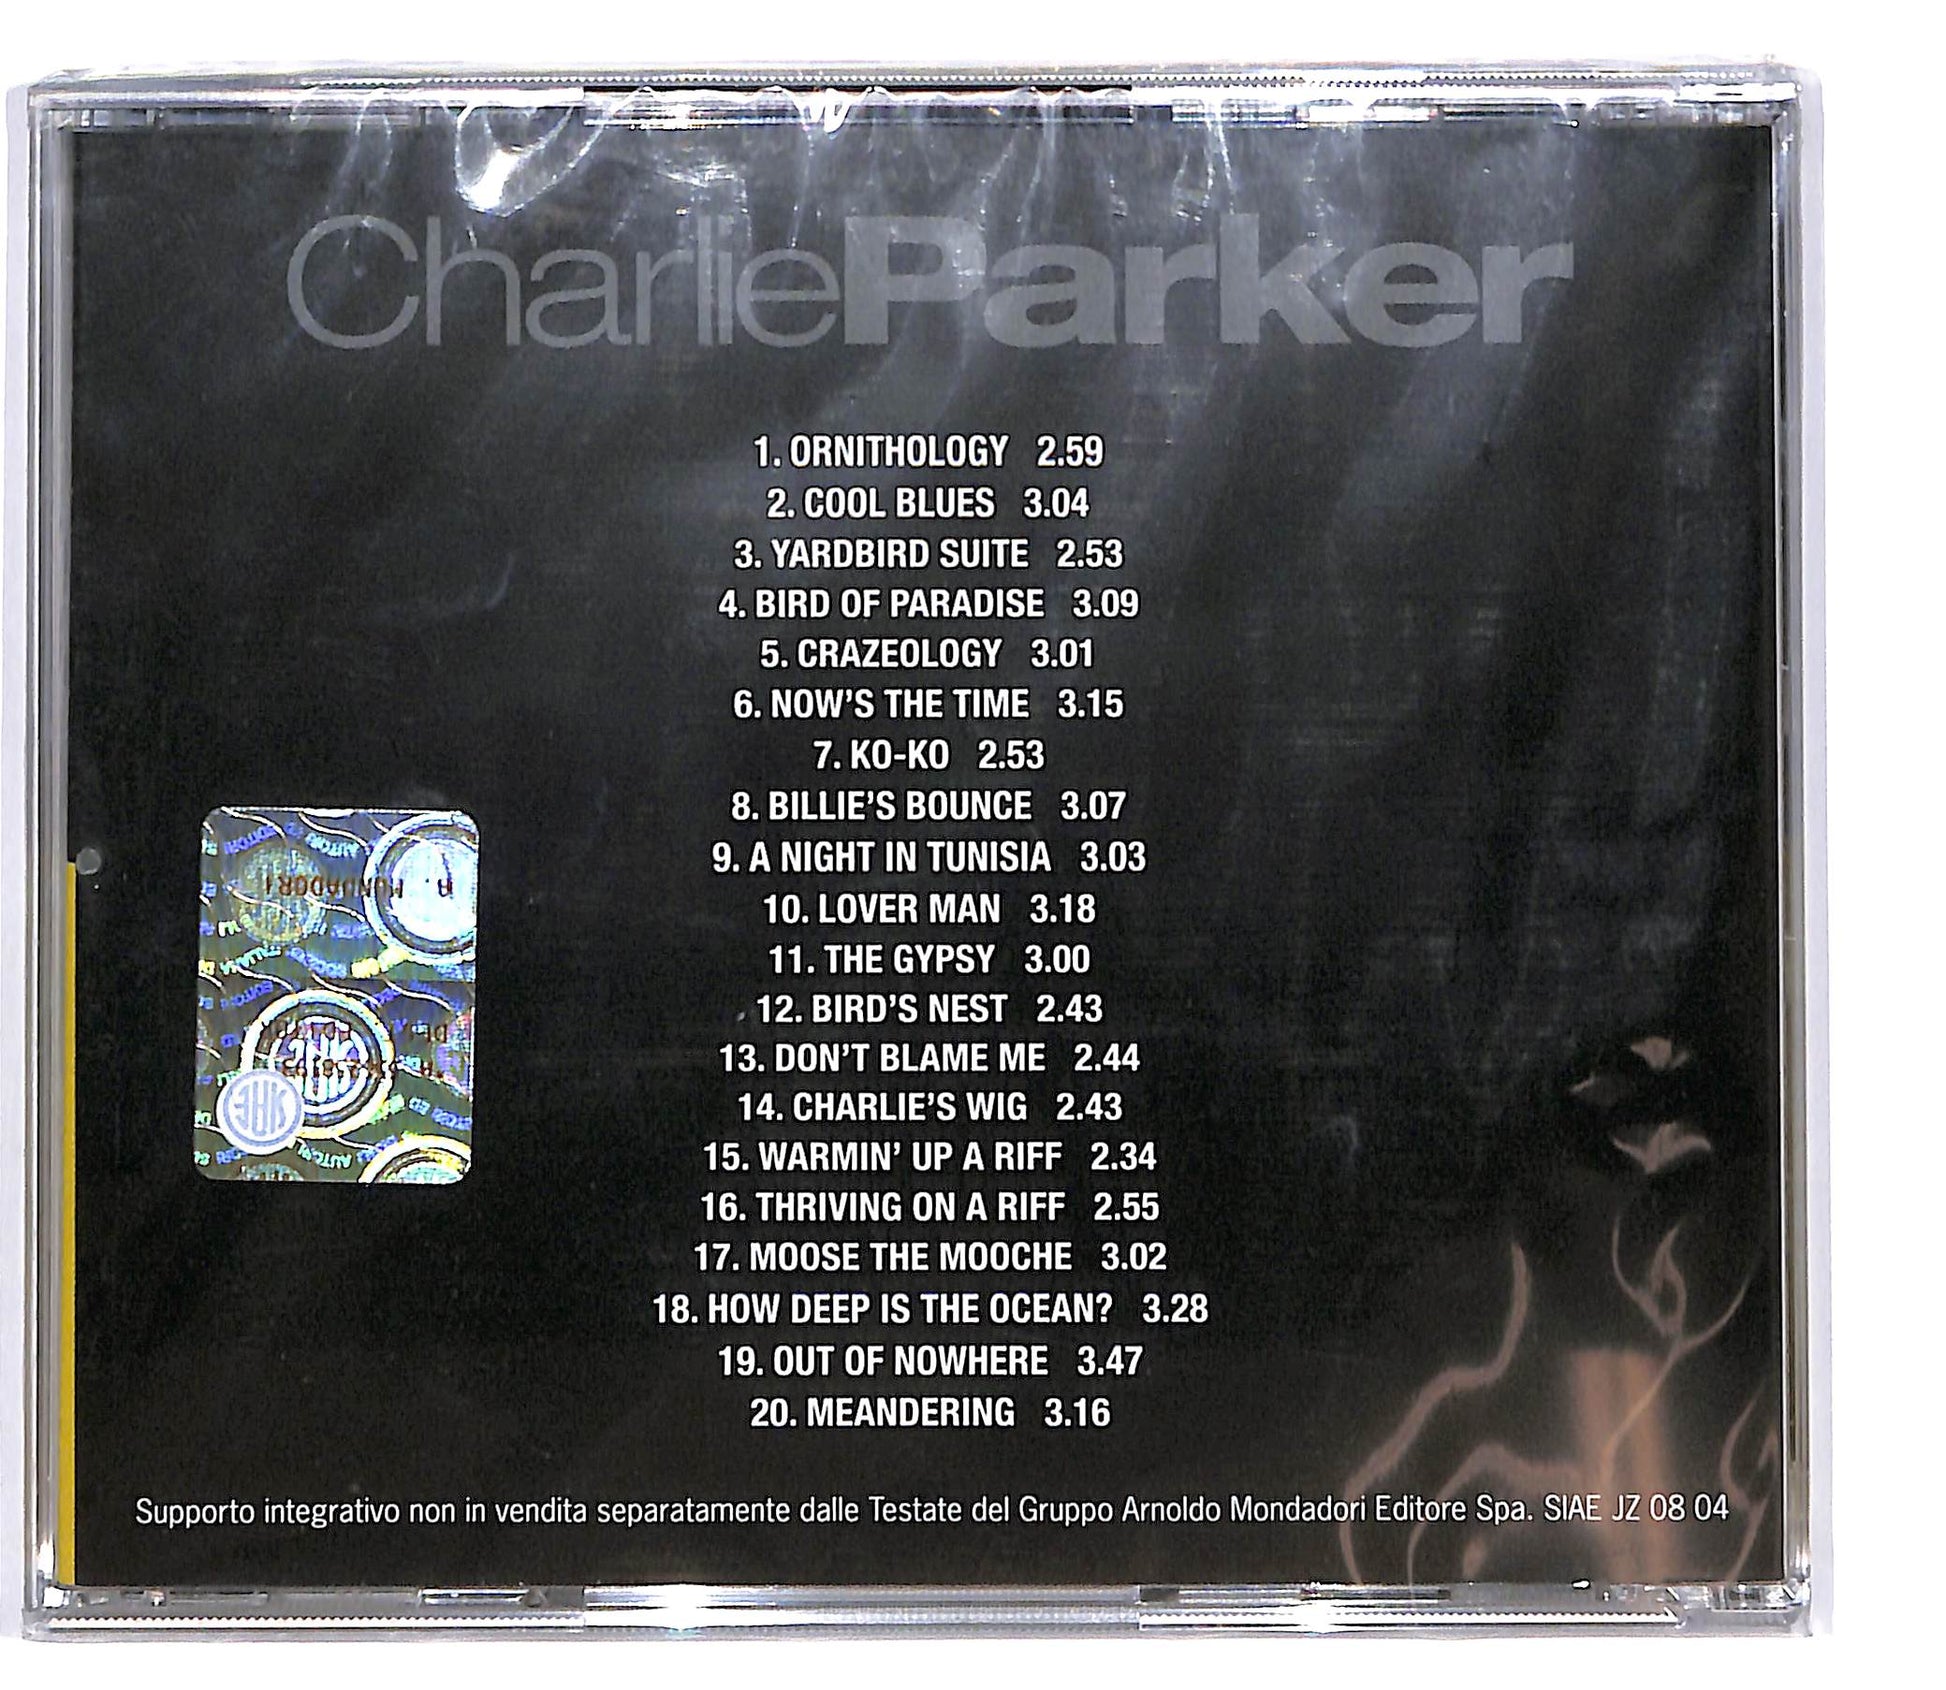 CharlieParker
1. ORNITHOLOGY 2.59
2. COOL BLUES 3.04
3. YARDBIRD SUITE 2.53
4. BIRD OF PARADISE 3.09
5. CRAZEOLOGY 3.01
6. NOW'S THE TIME 3.15
7. KO-KO 2.53
8. BILLIE'S BOUNCE 3.07
9. A NIGHT IN TUNISIA 3.03
10. LOVER MAN 3.18
11. THE GYPSY 3.00
12. BIRD'S NEST 2.43
13. DON'T BLAME ME 2.44
14. CHARLIE'S WIG 2.43
15. WARMIN' UP A RIFF 2.34
16. THRIVING ON A RIFF 2.55
17. MOOSE THE MOOCHE 3.02
18. HOW DEEP IS THE OCEAN? 3.28
19. OUT OF NOWHERE 3.47
20. MEANDERING 3.16
A. MONDADORI
SIAE
Supporto integrativo non in vendita separatamente dalle Testate del Gruppo Arnoldo Mondadori Editore Spa. SIAE JZ 08 04